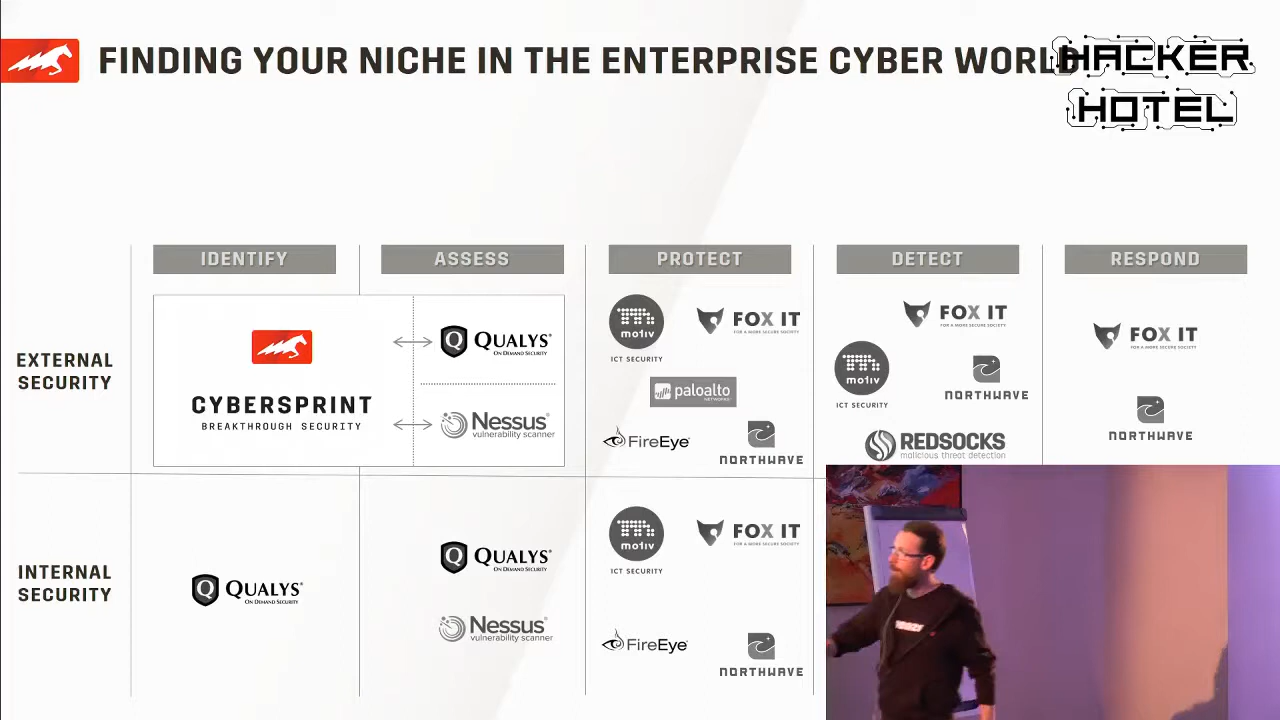 FINDING YOUR NICHE IN THE ENTERPRISE CYBER WORLD
HACKER
HOTEL
IDENTIFY
ASSESS
PROTECT
DETECT
RESPOND
EXTERNAL
SECURITY
CYBERSPRINT
BREAKTHROUGH SECURITY
QUALYS®
ON DEMAND SECURITY
Nessus®
vulnerability scanner
motiv
ICT SECURITY
FOX IT
FOR A MORE SECURE SOCIETY
paloalto
NETWORKS
FireEye
NORTHWAVE
FOX IT
FOR A MORE SECURE SOCIETY
motiv
ICT SECURITY
NORTHWAVE
REDSOCKS
malicious threat detection
FOX IT
FOR A MORE SECURE SOCIETY
NORTHWAVE
INTERNAL
SECURITY
QUALYS®
ON DEMAND SECURITY
QUALYS®
ON DEMAND SECURITY
Nessus®
vulnerability scanner
motiv
ICT SECURITY
FOX IT
FOR A MORE SECURE SOCIETY
FireEye
NORTHWAVE